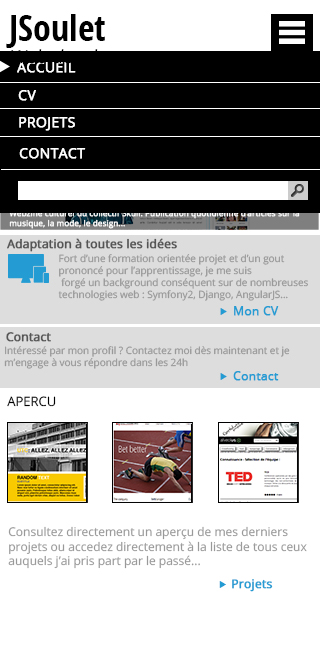 JSoulet
ACCUEIL
CV
PROJETS
CONTACT
Webzine culturel du collectif Skull. Publication quotidienne d'articles sur la
musique, la mode, le design...
Adaptation à toutes les idées
Fort d'une formation orientée projet et d'un gout
prononcé pour l'apprentissage, je me suis
forgé un background conséquent sur de nombreuses
technologies web : Symfony2, Django, AngularJS...
Mon CV
Contact
Intéressé par mon profil ? Contactez moi dès maintenant et je
m'engage à vous répondre dans les 24h
Contact
APERCU
ALLEZ, ALLEZ, ALLEZ
RANDOM
Bet better
TED
Consultez directement un aperçu de mes derniers
projets ou accedez directement à la liste de tous ceux
auquels j'ai pris part par le passé...
Projets